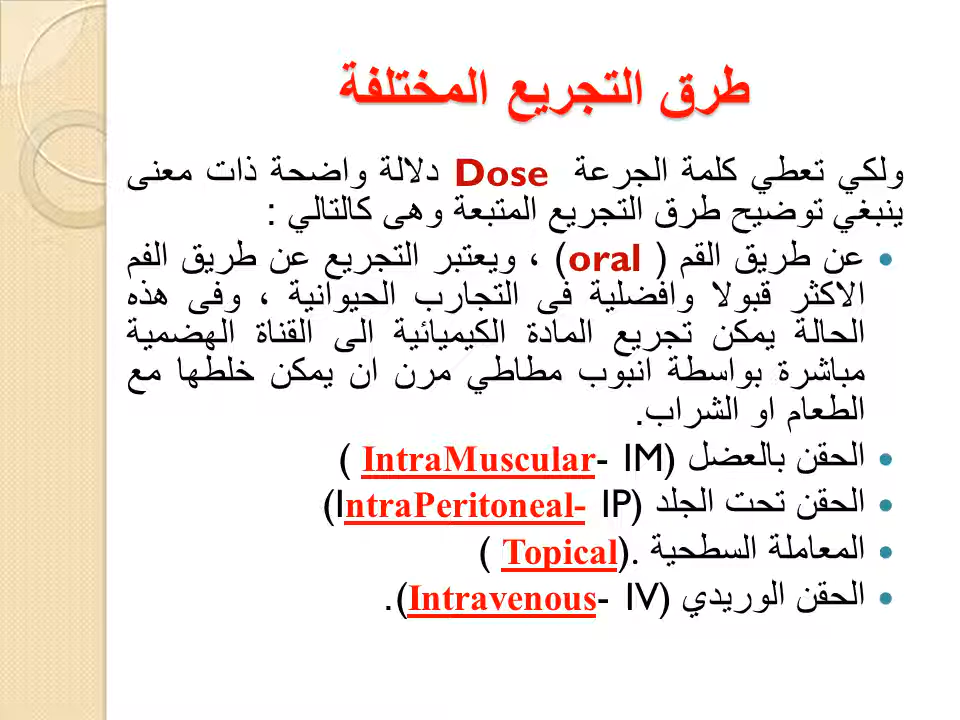 طرق التجريع المختلفة
ولكي تعطي كلمة الجرعة Dose دلالة واضحة ذات معنى
ينبغي توضيح طرق التجريع المتبعة وهى كالتالي :
• عن طريق القم ( oral) ، ويعتبر التجريع عن طريق الفم
الاكثر قبولا وافضلية فى التجارب الحيوانية ، وفى هذه
الحالة يمكن تجريع المادة الكيميائية الى القناة الهضمية
مباشرة بواسطة انبوب مطاطي مرن ان يمكن خلطها مع
الطعام او الشراب.
• الحقن بالعضل (IntraMuscular- IM )
• الحقن تحت الجلد (IntraPeritoneal- IP)
• المعاملة السطحية .(Topical )
• الحقن الوريدي (Intravenous- IV).